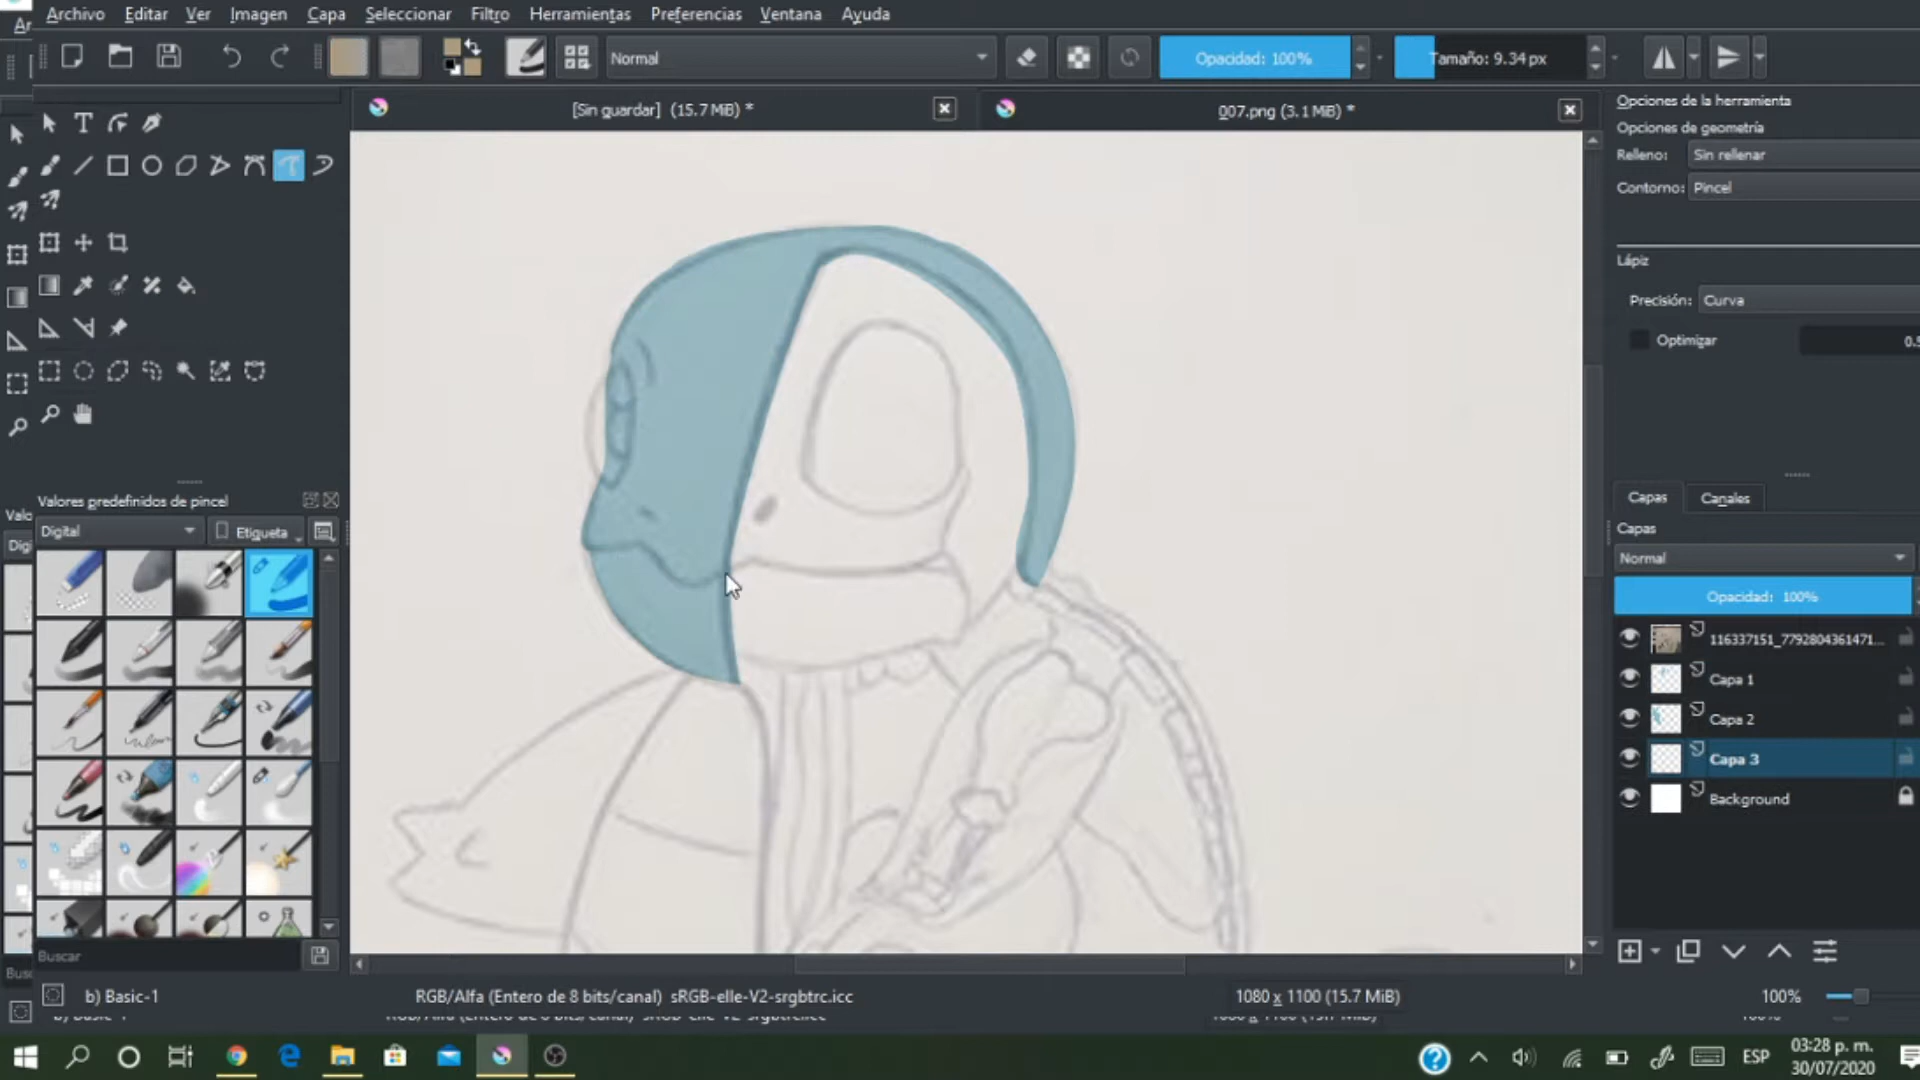 Archivo Editar Ver Imagen Capa Seleccionar Filtro Herramientas Preferencias Ventana Ayuda
Normal
Opacidad: 100%
Tamaño: 9.34 px
[Sin guardar] (15.7 MiB) *
007.png (3.1 MiB) *
Opciones de la herramienta
Opciones de geometría
Relleno: Sin rellenar
Contorno: Pincel
Lápiz
Precisión: Curva
Optimizar
Capas Canales
Capas
Normal
Opacidad: 100%
116337151_7792804361471...
Capa 1
Capa 2
Capa 3
Background
Valores predefinidos de pincel
Digital
Etiqueta
Buscar
b) Basic-1
RGB/Alfa (Entero de 8 bits/canal) sRGB-elle-V2-srgbtrc.icc
1080 x 1100 (15.7 MiB)
100%
ESP
03:28 p. m.
30/07/2020